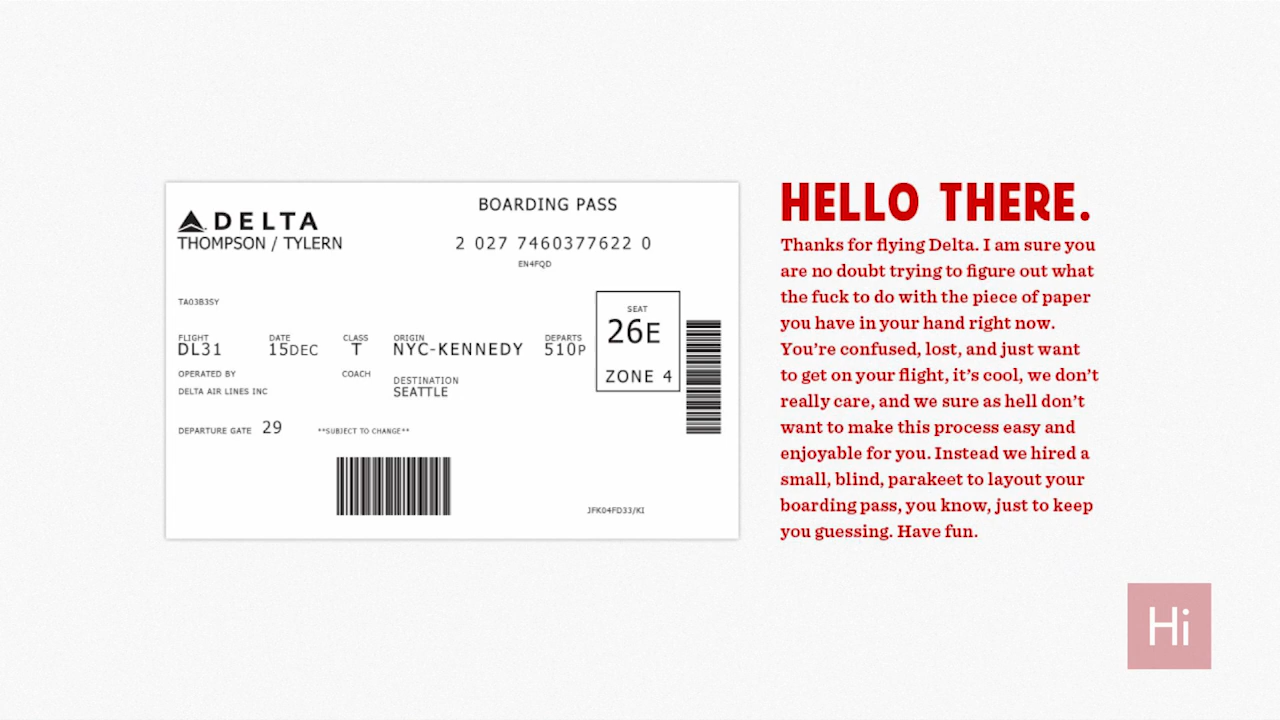 DELTA
THOMPSON / TYLERN
BOARDING PASS
2 027 7460377622 0
EN4FQD
TA03B3SY
FLIGHT
DL31
DATE
15DEC
CLASS
T
ORIGIN
NYC-KENNEDY
DEPARTS
510P
SEAT
26E
ZONE 4
OPERATED BY
DELTA AIR LINES INC
COACH
DESTINATION
SEATTLE
DEPARTURE GATE 29
**SUBJECT TO CHANGE**
JFK04FD33/KI
HELLO THERE.
Thanks for flying Delta. I am sure you
are no doubt trying to figure out what
the fuck to do with the piece of paper
you have in your hand right now.
You’re confused, lost, and just want
to get on your flight, it’s cool, we don’t
really care, and we sure as hell don’t
want to make this process easy and
enjoyable for you. Instead we hired a
small, blind, parakeet to layout your
boarding pass, you know, just to keep
you guessing. Have fun.
Hi